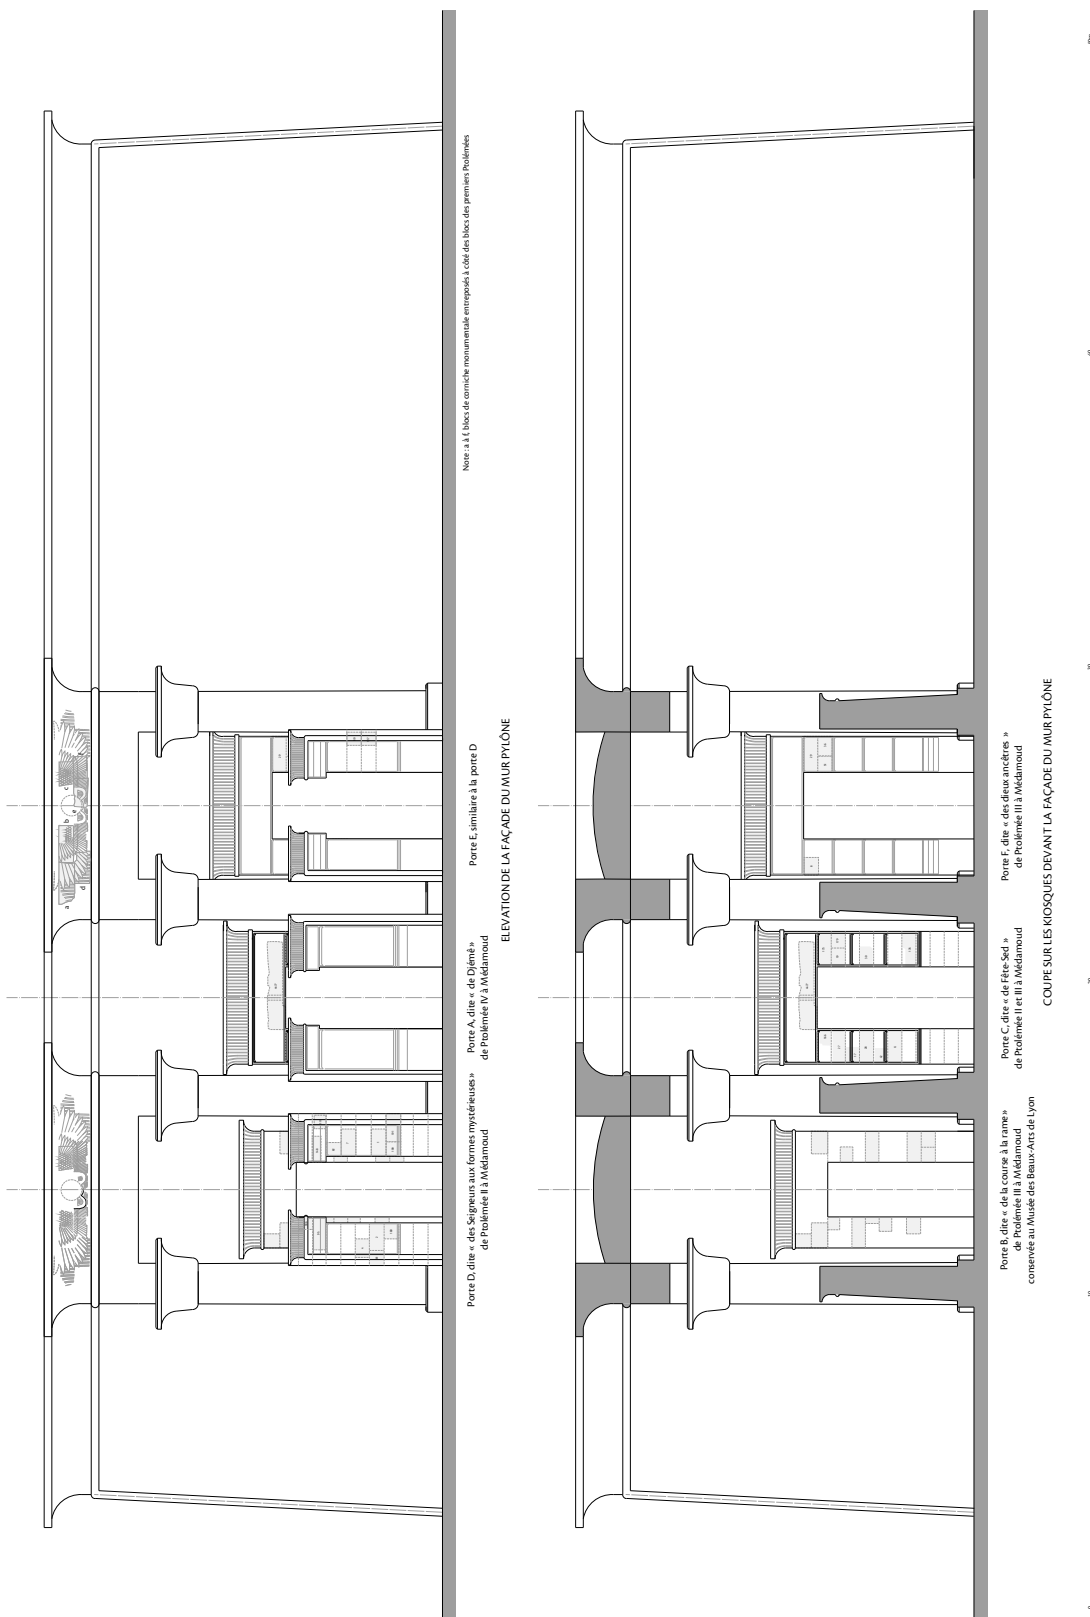 Note : a à f, blocs de corniche monumentale entreposés à côté des blocs des premiers Ptolémées
Porte D, dite « des Seigneurs aux formes mystérieuses »
de Ptolémée II à Médamoud
Porte A, dite « de Djémê »
de Ptolémée IV à Médamoud
Porte E, similaire à la porte D
ELEVATION DE LA FAÇADE DU MUR PYLÔNE
Porte B, dite « de la course à la rame »
de Ptolémée III à Médamoud
conservée au Musée des Beaux-Arts de Lyon
Porte C, dite « de Fête-Sed »
de Ptolémée II et III à Médamoud
Porte F, dite « des dieux ancêtres »
de Ptolémée III à Médamoud
COUPE SUR LES KIOSQUES DEVANT LA FAÇADE DU MUR PYLÔNE
a
d
b
e
c
f